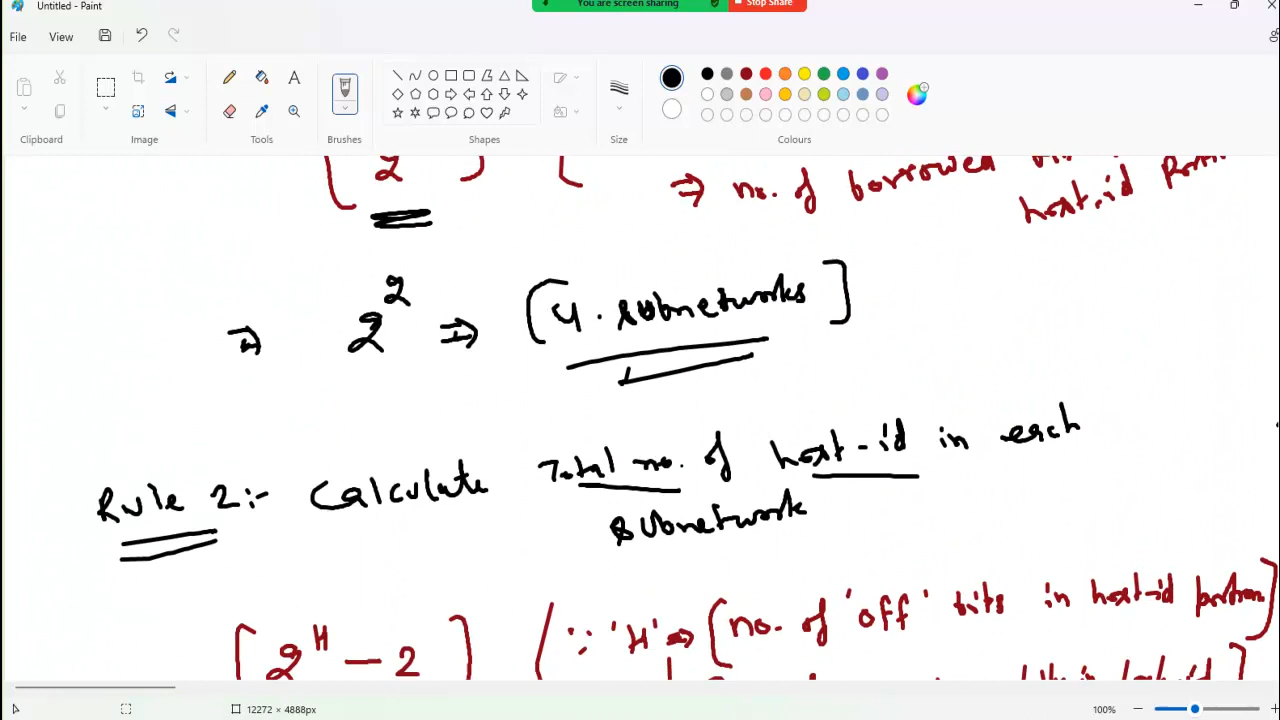 Untitled - Paint
You are screen sharing
Stop Share
File View
Clipboard Image Tools Brushes Shapes Size Colours
[2 ] [
⇒ no. of borrowed
host-id
⇒ 2^2 ⇒ [4. subnetworks]
Rule 2:- Calculate Total no. of host-id in each
subnetwork
[2^H - 2] (∵ 'H' ⇒ [no. of 'off' bits in host-id portion]
12272 × 4888px
100%